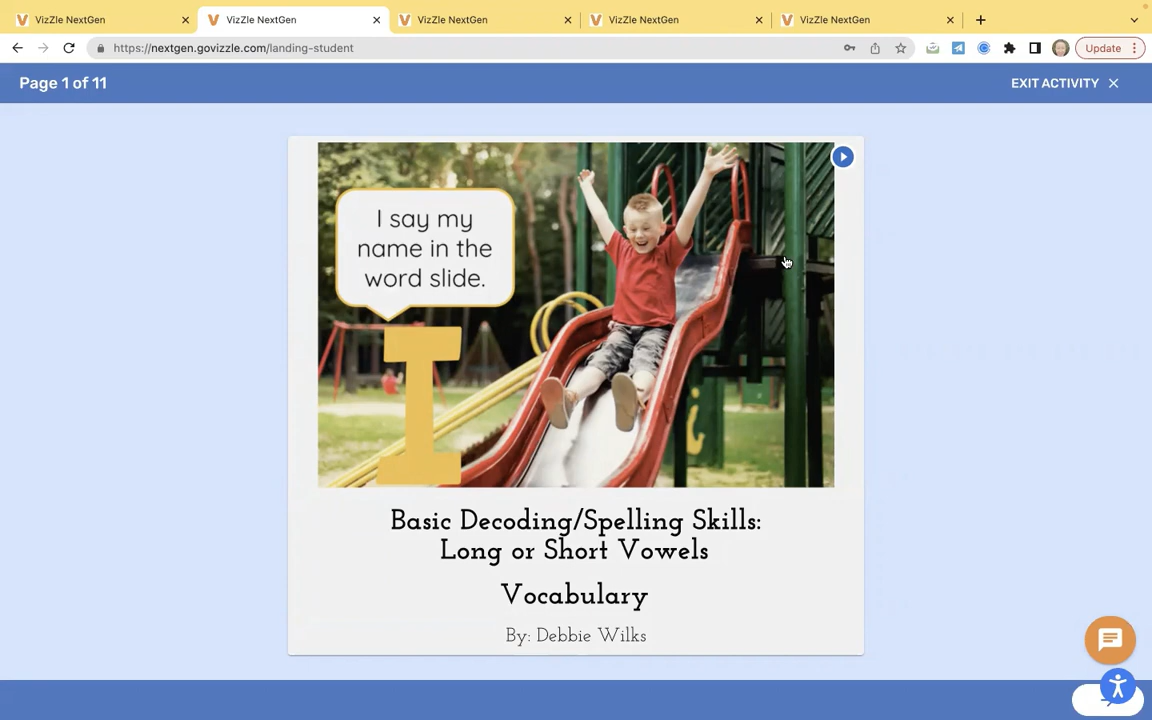 VizZle NextGen
VizZle NextGen
VizZle NextGen
VizZle NextGen
VizZle NextGen
https://nextgen.govizzle.com/landing-student
Update
Page 1 of 11
EXIT ACTIVITY
I say my
name in the
word slide.
I
i
Basic Decoding/Spelling Skills:
Long or Short Vowels
Vocabulary
By: Debbie Wilks